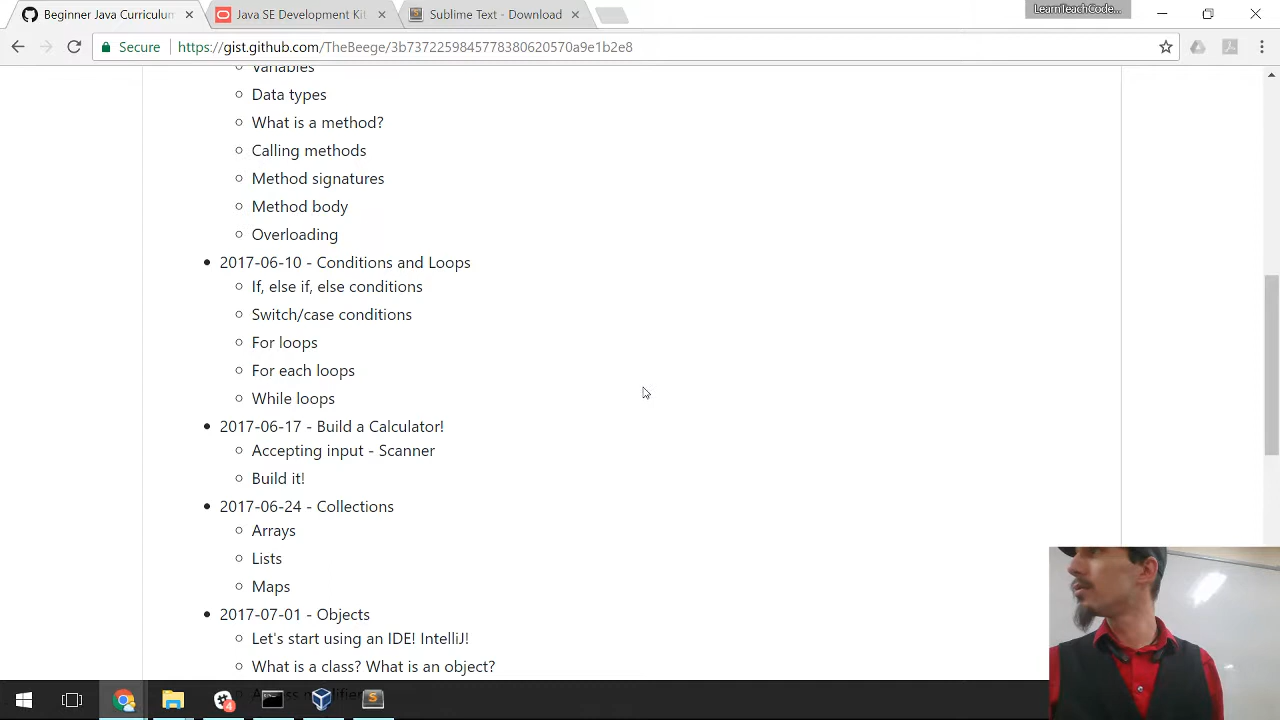 Beginner Java Curriculum
Java SE Development Kit
Sublime Text - Download
LearnTeachCode...
Secure
https://gist.github.com/TheBeege/3b7372259845778380620570a9e1b2e8
Variables
Data types
What is a method?
Calling methods
Method signatures
Method body
Overloading
2017-06-10 - Conditions and Loops
If, else if, else conditions
Switch/case conditions
For loops
For each loops
While loops
2017-06-17 - Build a Calculator!
Accepting input - Scanner
Build it!
2017-06-24 - Collections
Arrays
Lists
Maps
2017-07-01 - Objects
Let's start using an IDE! IntelliJ!
What is a class? What is an object?
4